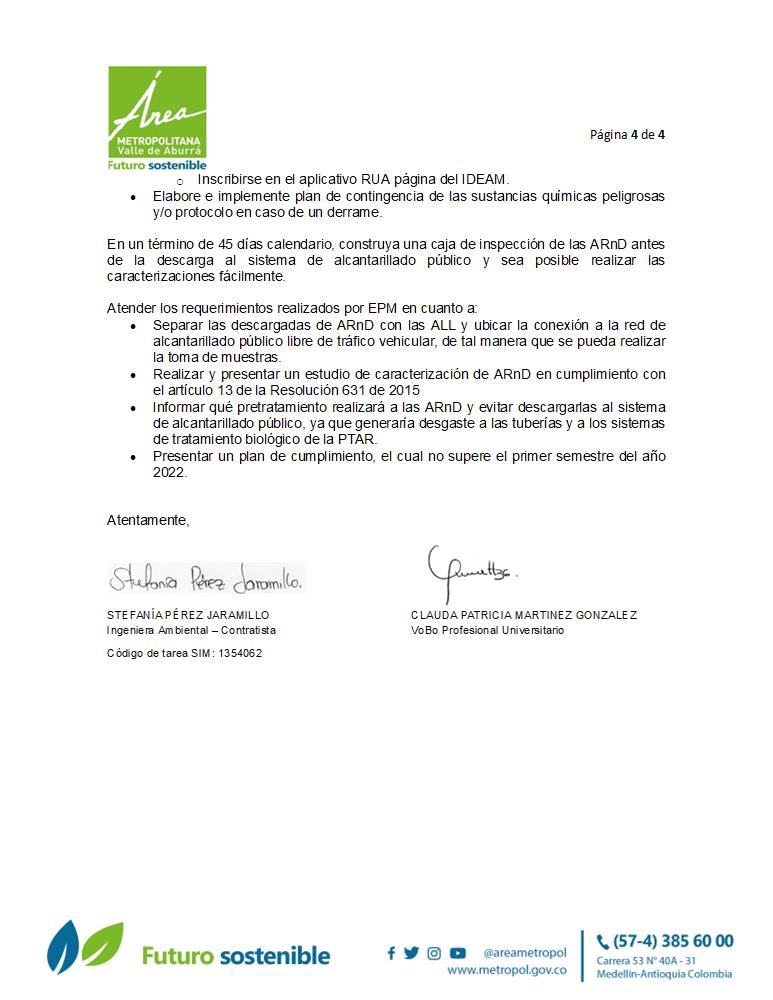 Área
METROPOLITANA
Valle de Aburrá
Futuro sostenible
Página 4 de 4
o Inscribirse en el aplicativo RUA página del IDEAM.
• Elabore e implemente plan de contingencia de las sustancias químicas peligrosas
y/o protocolo en caso de un derrame.
En un término de 45 días calendario, construya una caja de inspección de las ARnD antes
de la descarga al sistema de alcantarillado público y sea posible realizar las
caracterizaciones fácilmente.
Atender los requerimientos realizados por EPM en cuanto a:
• Separar las descargadas de ARnD con las ALL y ubicar la conexión a la red de
alcantarillado público libre de tráfico vehicular, de tal manera que se pueda realizar
la toma de muestras.
• Realizar y presentar un estudio de caracterización de ARnD en cumplimiento con
el artículo 13 de la Resolución 631 de 2015
• Informar qué pretratamiento realizará a las ARnD y evitar descargarlas al sistema
de alcantarillado público, ya que generaría desgaste a las tuberías y a los sistemas
de tratamiento biológico de la PTAR.
• Presentar un plan de cumplimiento, el cual no supere el primer semestre del año
2022.
Atentamente,
Stefanía Pérez Jaramillo.
STEFANÍA PÉREZ JARAMILLO
Ingeniera Ambiental – Contratista
Código de tarea SIM: 1354062
CLAUDA PATRICIA MARTINEZ GONZALEZ
VoBo Profesional Universitario
Futuro sostenible
@areametropol
www.metropol.gov.co
(57-4) 385 60 00
Carrera 53 N° 40A - 31
Medellín-Antioquia Colombia